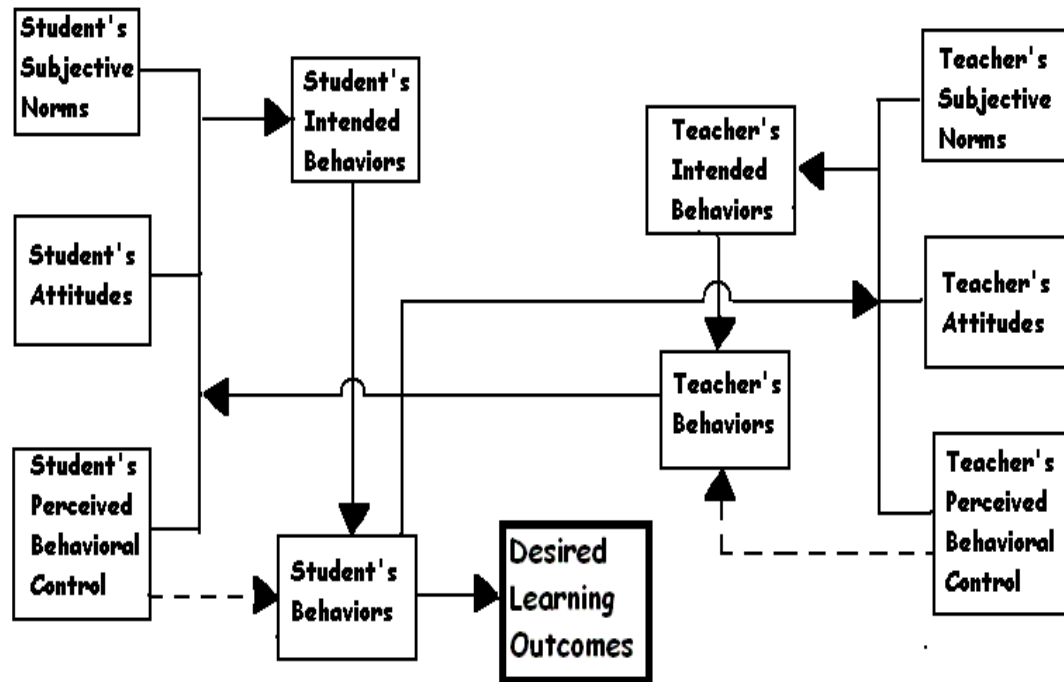 Student's
Subjective
Norms
Student's
Intended
Behaviors
Teacher's
Intended
Behaviors
Teacher's
Subjective
Norms
Student's
Attitudes
Teacher's
Attitudes
Teacher's
Behaviors
Student's
Perceived
Behavioral
Control
Student's
Behaviors
Desired
Learning
Outcomes
Teacher's
Perceived
Behavioral
Control